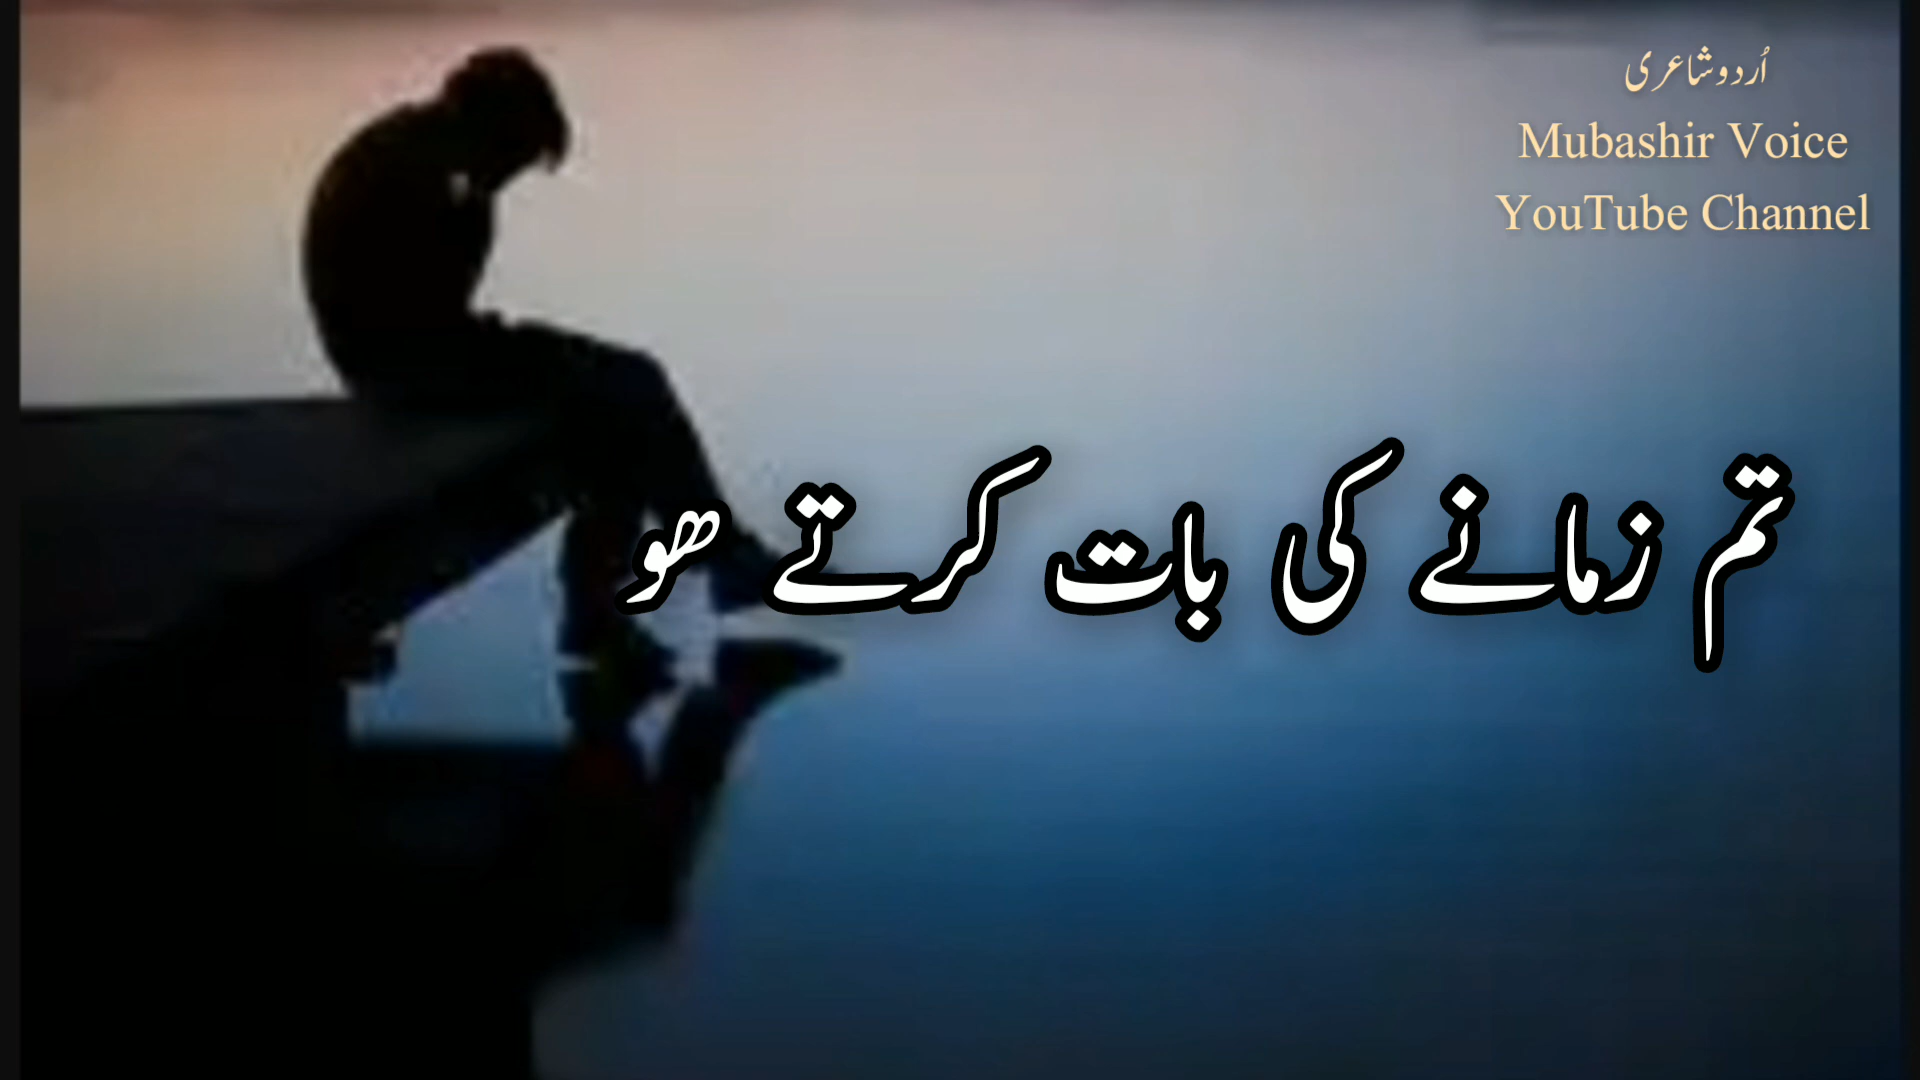 اُردو شاعری
Mubashir Voice
YouTube Channel
تم زمانے کی بات کرتے ھو